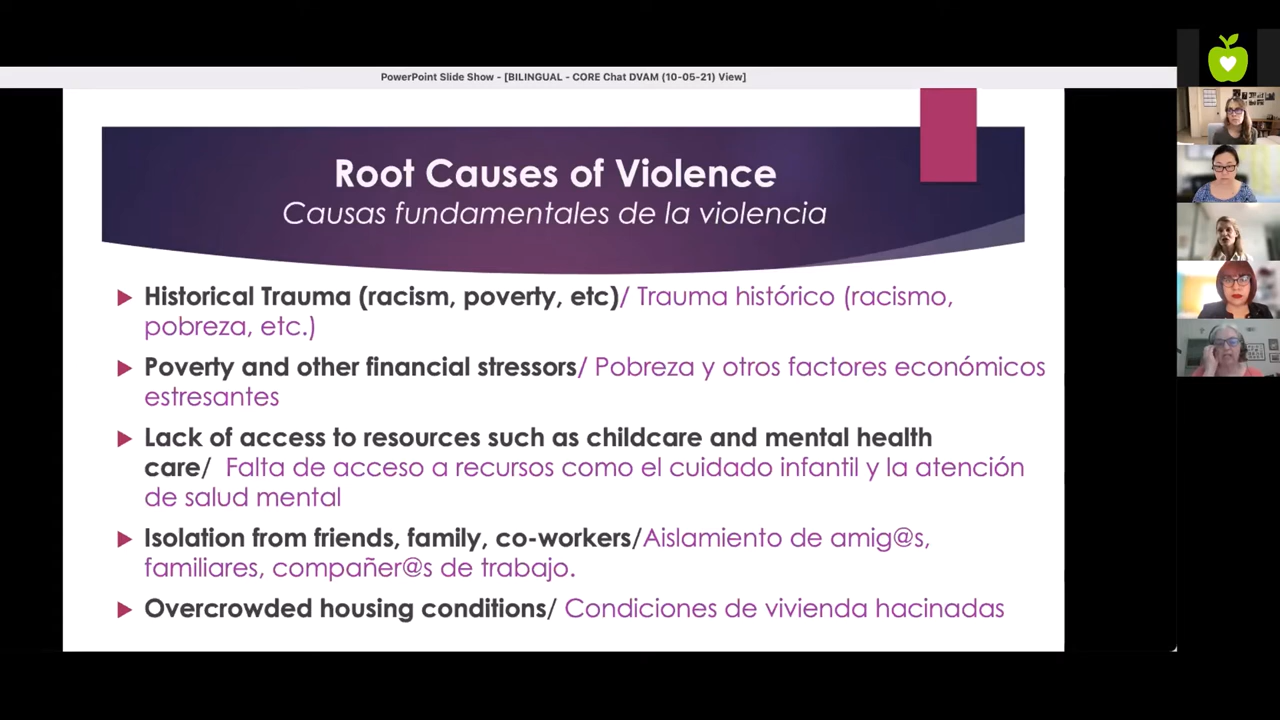 PowerPoint Slide Show - [BILINGUAL - CORE Chat DVAM (10-05-21) View]
Root Causes of Violence
Causas fundamentales de la violencia
Historical Trauma (racism, poverty, etc)/ Trauma histórico (racismo,
pobreza, etc.)
Poverty and other financial stressors/ Pobreza y otros factores económicos
estresantes
Lack of access to resources such as childcare and mental health
care/ Falta de acceso a recursos como el cuidado infantil y la atención
de salud mental
Isolation from friends, family, co-workers/Aislamiento de amig@s,
familiares, compañer@s de trabajo.
Overcrowded housing conditions/ Condiciones de vivienda hacinadas